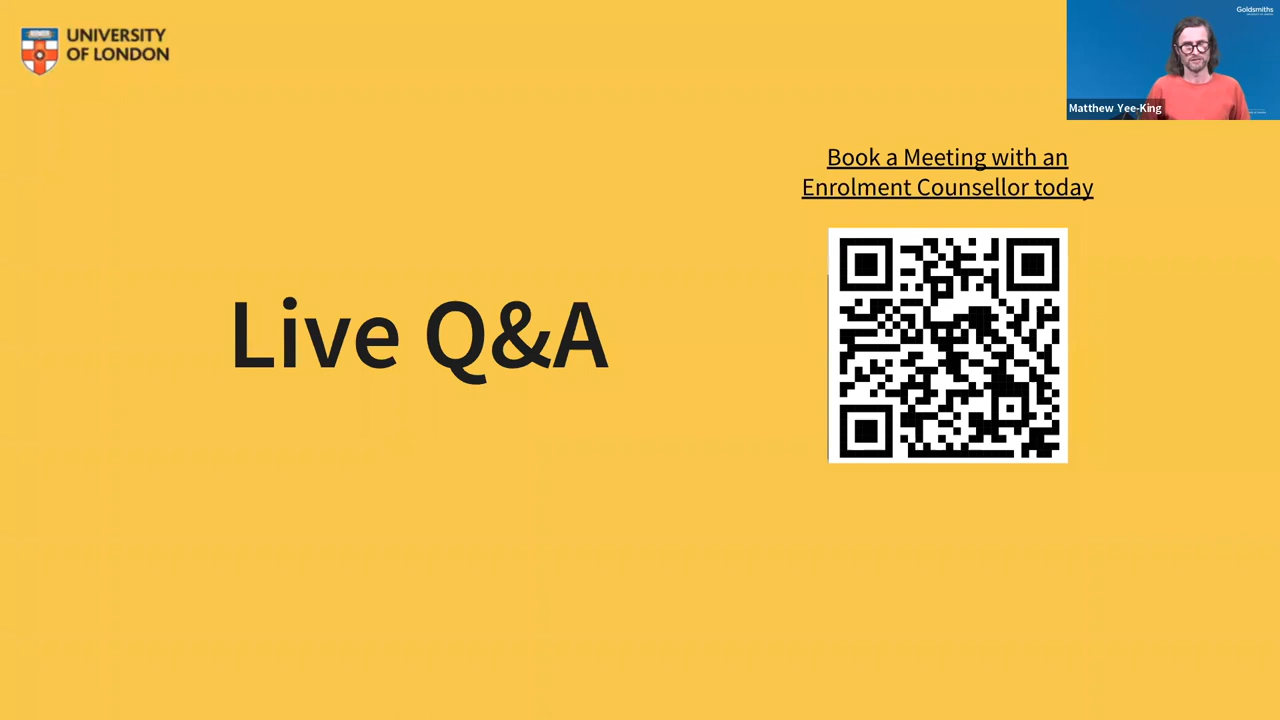 UNIVERSITY
OF LONDON
Goldsmiths
Matthew Yee-King
Book a Meeting with an
Enrolment Counsellor today
Live Q&A